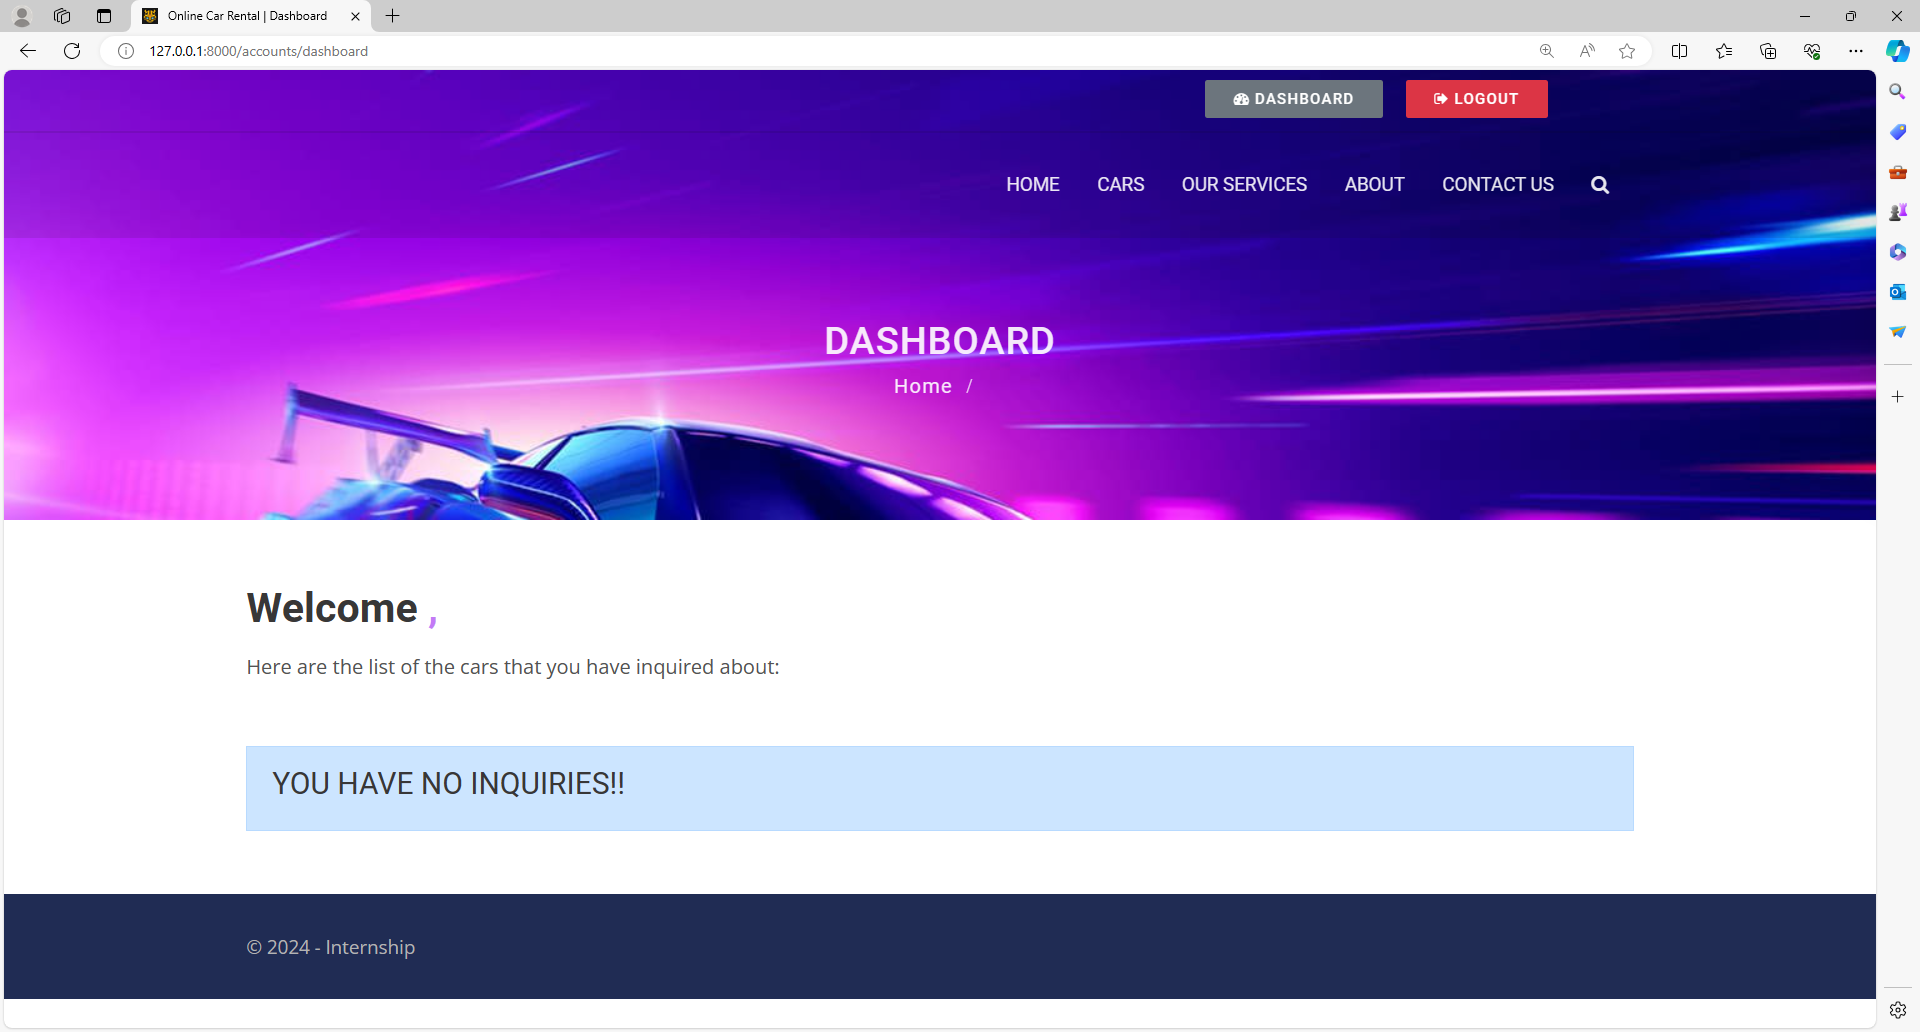 Online Car Rental | Dashboard
127.0.0.1:8000/accounts/dashboard
DASHBOARD
LOGOUT
HOME CARS OUR SERVICES ABOUT CONTACT US
DASHBOARD
Home /
Welcome ,
Here are the list of the cars that you have inquired about:
YOU HAVE NO INQUIRIES!!
© 2024 - Internship